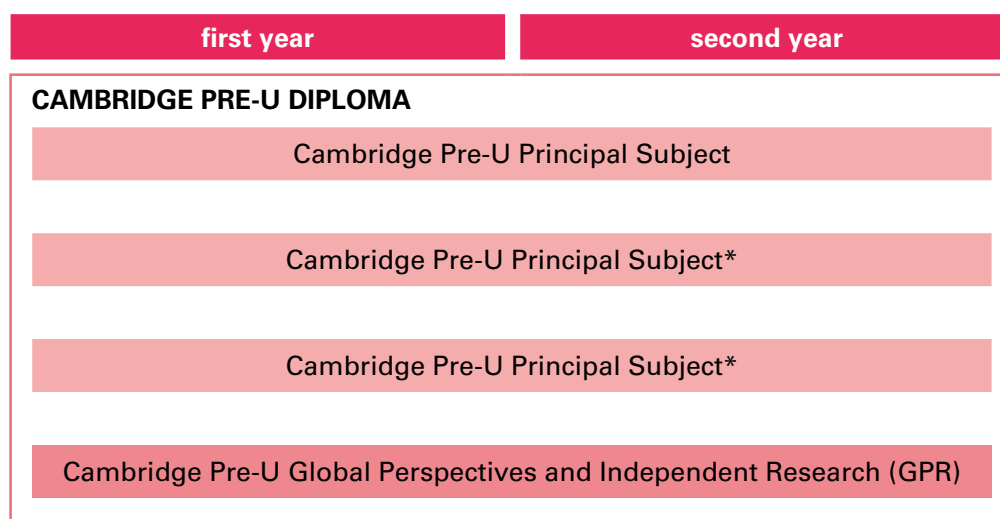 first year second year
CAMBRIDGE PRE-U DIPLOMA
Cambridge Pre-U Principal Subject
Cambridge Pre-U Principal Subject*
Cambridge Pre-U Principal Subject*
Cambridge Pre-U Global Perspectives and Independent Research (GPR)